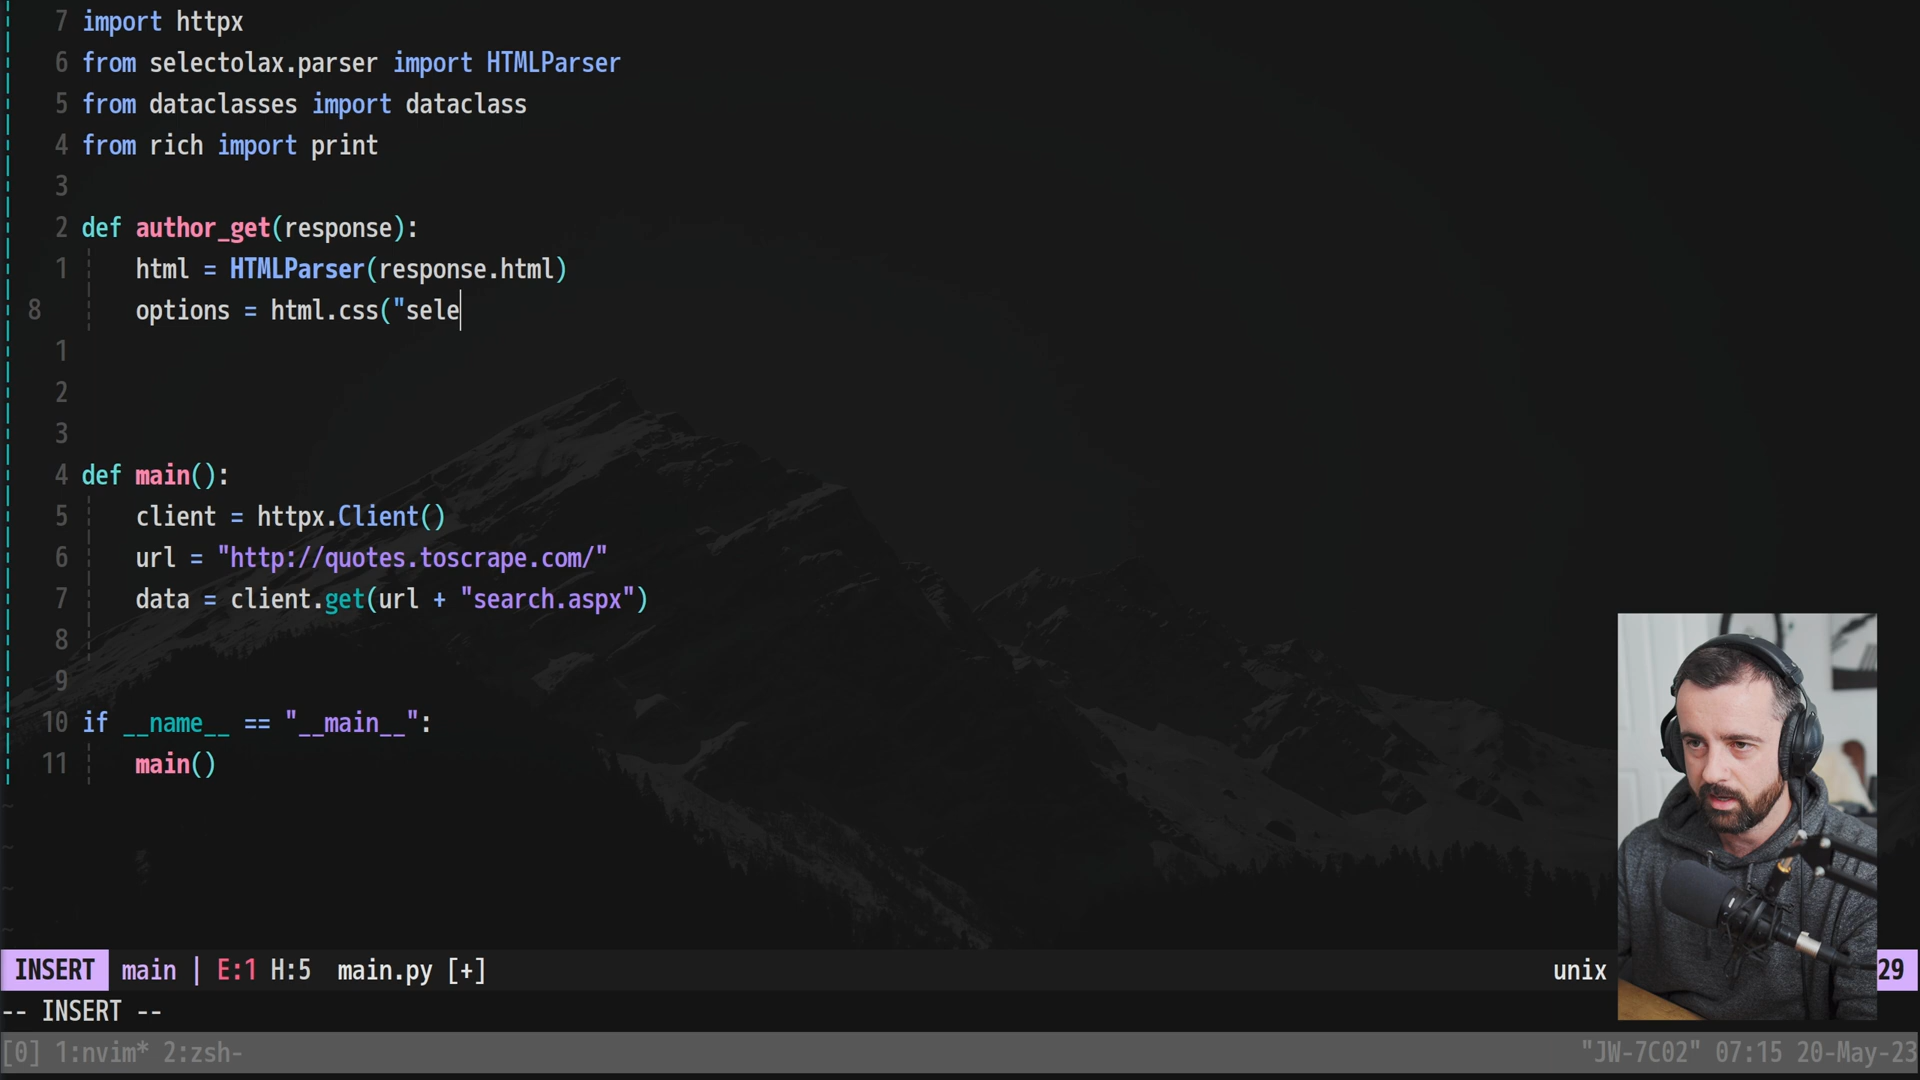 7 import httpx
6 from selectolax.parser import HTMLParser
5 from dataclasses import dataclass
4 from rich import print
3
2 def author_get(response):
1 html = HTMLParser(response.html)
8 options = html.css("sele
1
2
3
4 def main():
5 client = httpx.Client()
6 url = "http://quotes.toscrape.com/"
7 data = client.get(url + "search.aspx")
8
9
10 if __name__ == "__main__":
11 main()
~
~
~
~
INSERT main | E:1 H:5 main.py [+] unix 29
-- INSERT --
[0] 1:nvim* 2:zsh- "JW-7C02" 07:15 20-May-23